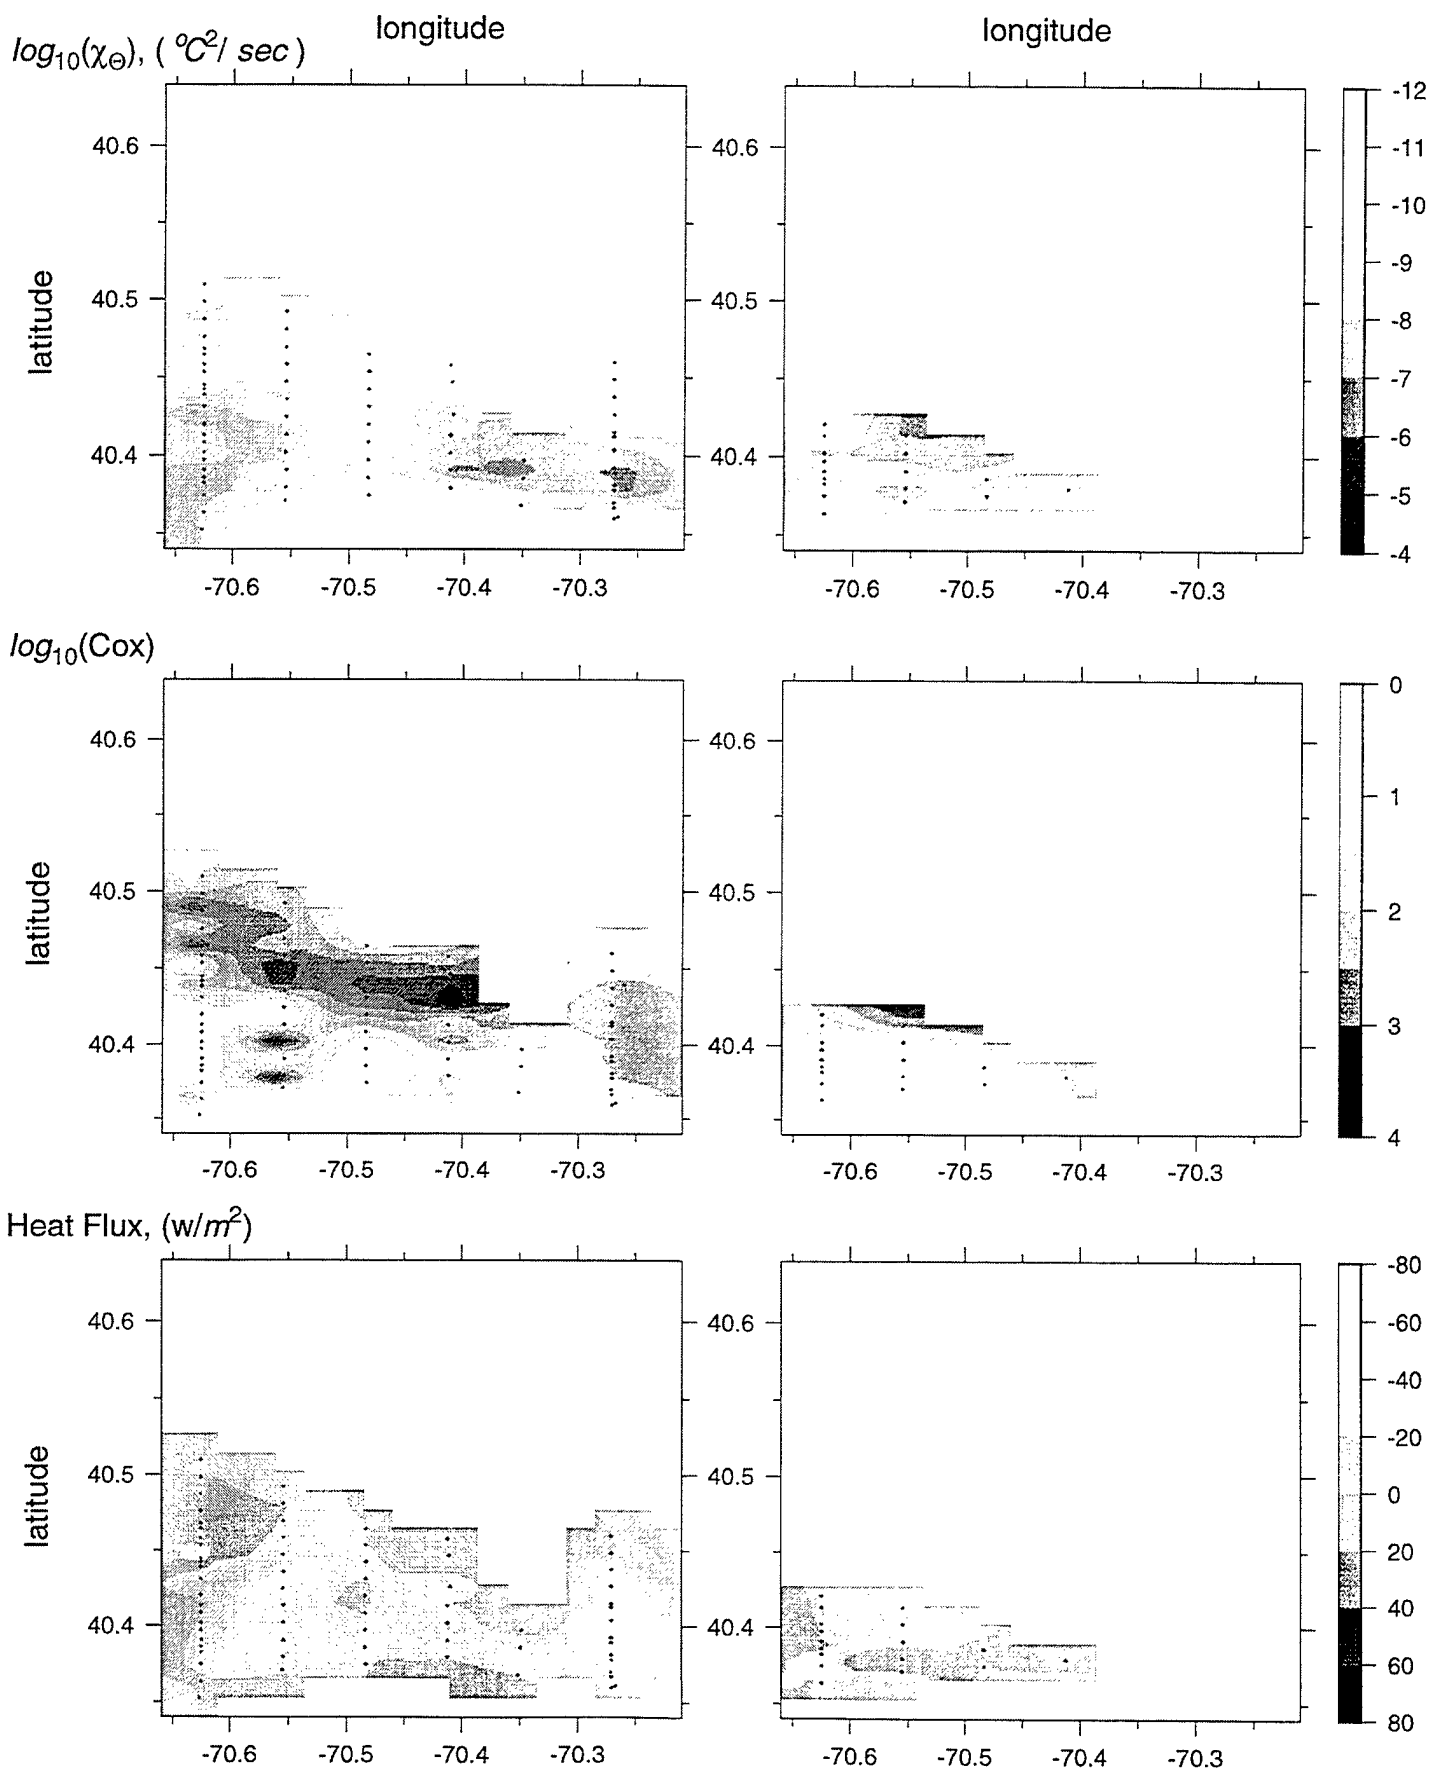 longitude longitude
log10(χΘ), ( °C2/ sec )
40.6 40.6 -12
-11
-10
-9
latitude 40.5 40.5 -8
-7
40.4 40.4 -6
-5
-4
-70.6 -70.5 -70.4 -70.3 -70.6 -70.5 -70.4 -70.3
log10(Cox)
40.6 40.6 0
1
latitude 40.5 40.5 2
3
40.4 40.4 4
-70.6 -70.5 -70.4 -70.3 -70.6 -70.5 -70.4 -70.3
Heat Flux, (w/m2)
40.6 40.6 -80
-60
-40
-20
latitude 40.5 40.5 0
20
40.4 40.4 40
60
80
-70.6 -70.5 -70.4 -70.3 -70.6 -70.5 -70.4 -70.3